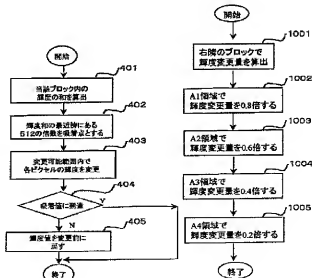 開始
401
当該ブロック内の
輝度の和を算出
402
輝度和の最近傍にある
512の倍数を吸着点とする
403
変更可能範囲内で
各ピクセルの輝度を変更
404
吸着値に到達
Y
N
405
輝度値を変更前に
戻す
終了
開始
1001
右隣のブロックで
輝度変更量を算出
1002
A1領域で
輝度変更量を0.8倍する
1003
A2領域で
輝度変更量を0.6倍する
1004
A3領域で
輝度変更量を0.4倍する
1005
A4領域で
輝度変更量を0.2倍する
終了